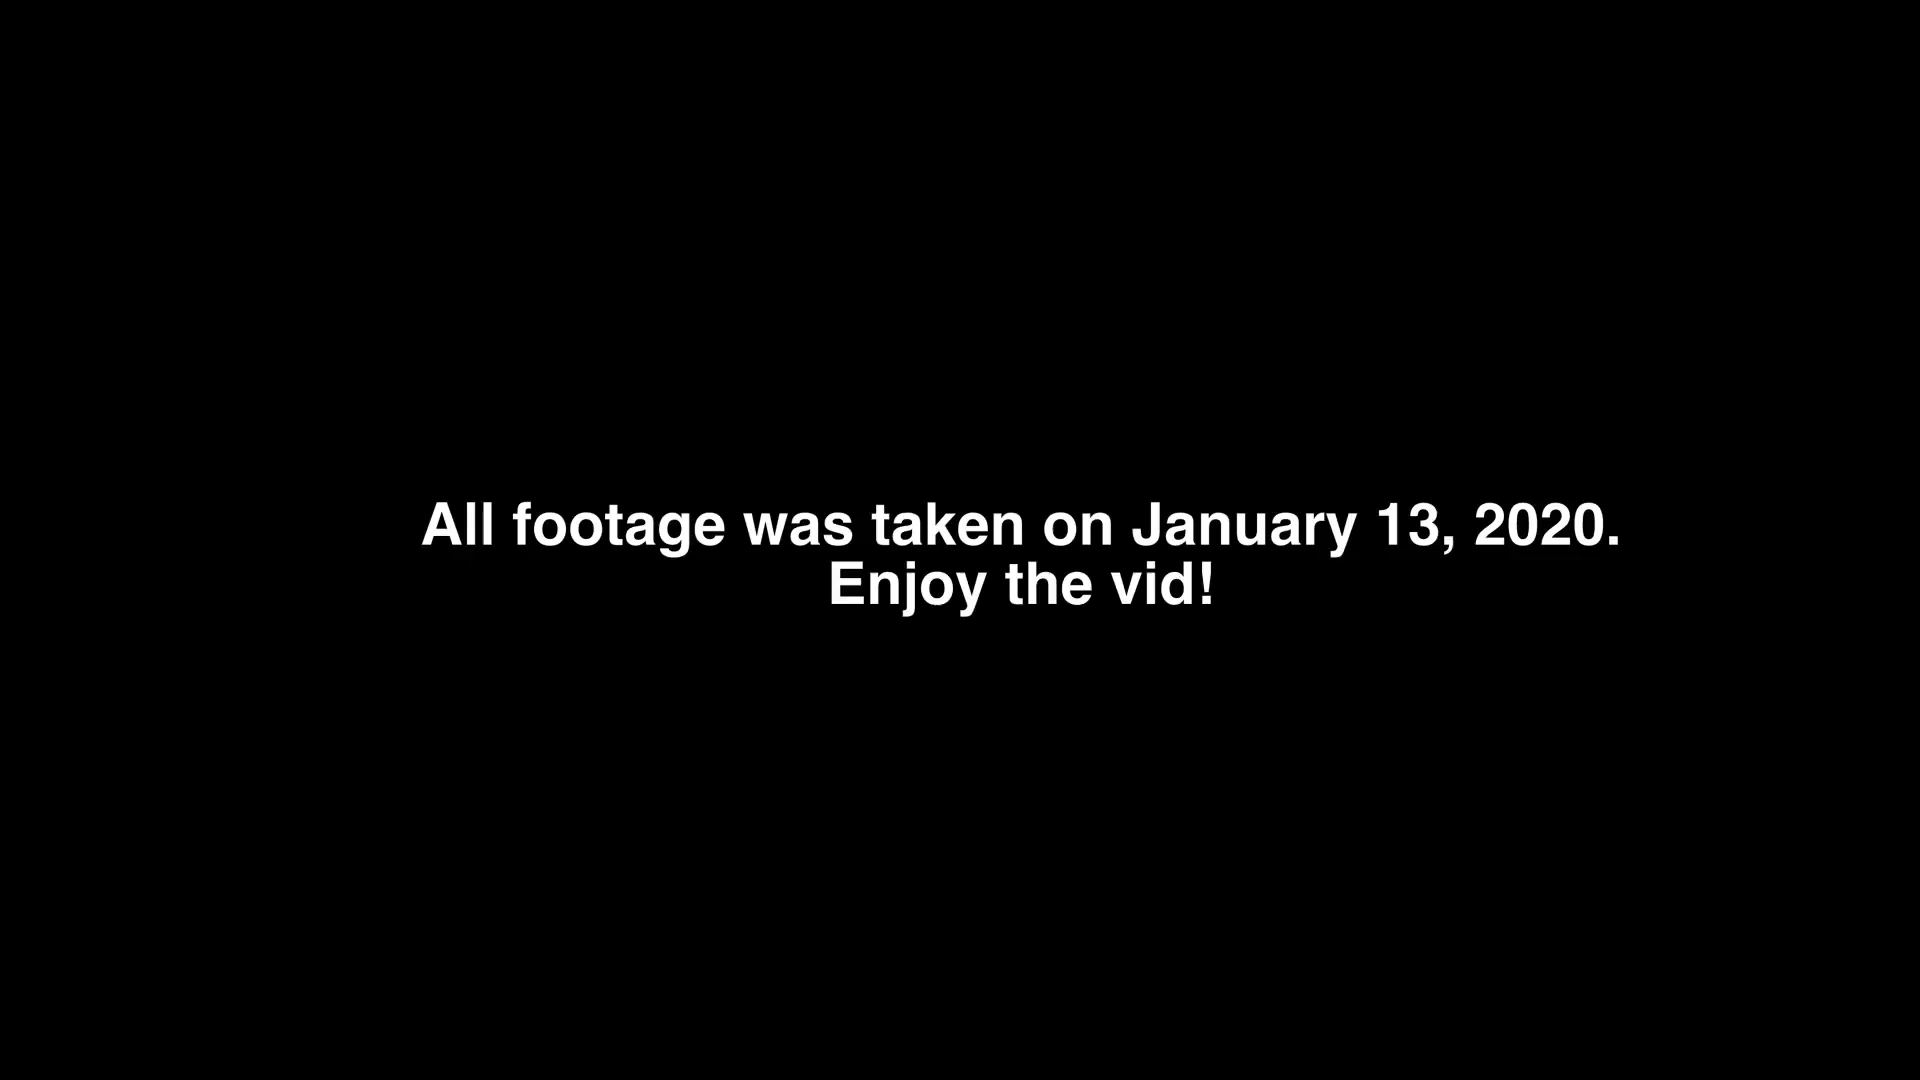 All footage was taken on January 13, 2020.
Enjoy the vid!